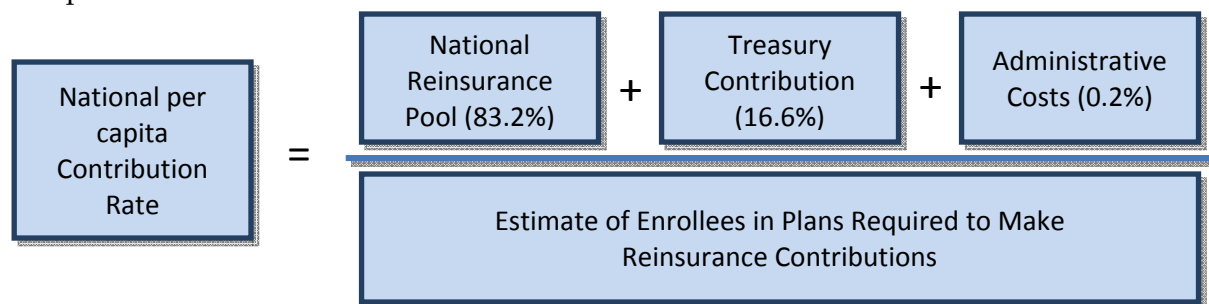 National per
capita
Contribution
Rate
=
National
Reinsurance
Pool (83.2%)
+
Treasury
Contribution
(16.6%)
+
Administrative
Costs (0.2%)
Estimate of Enrollees in Plans Required to Make
Reinsurance Contributions